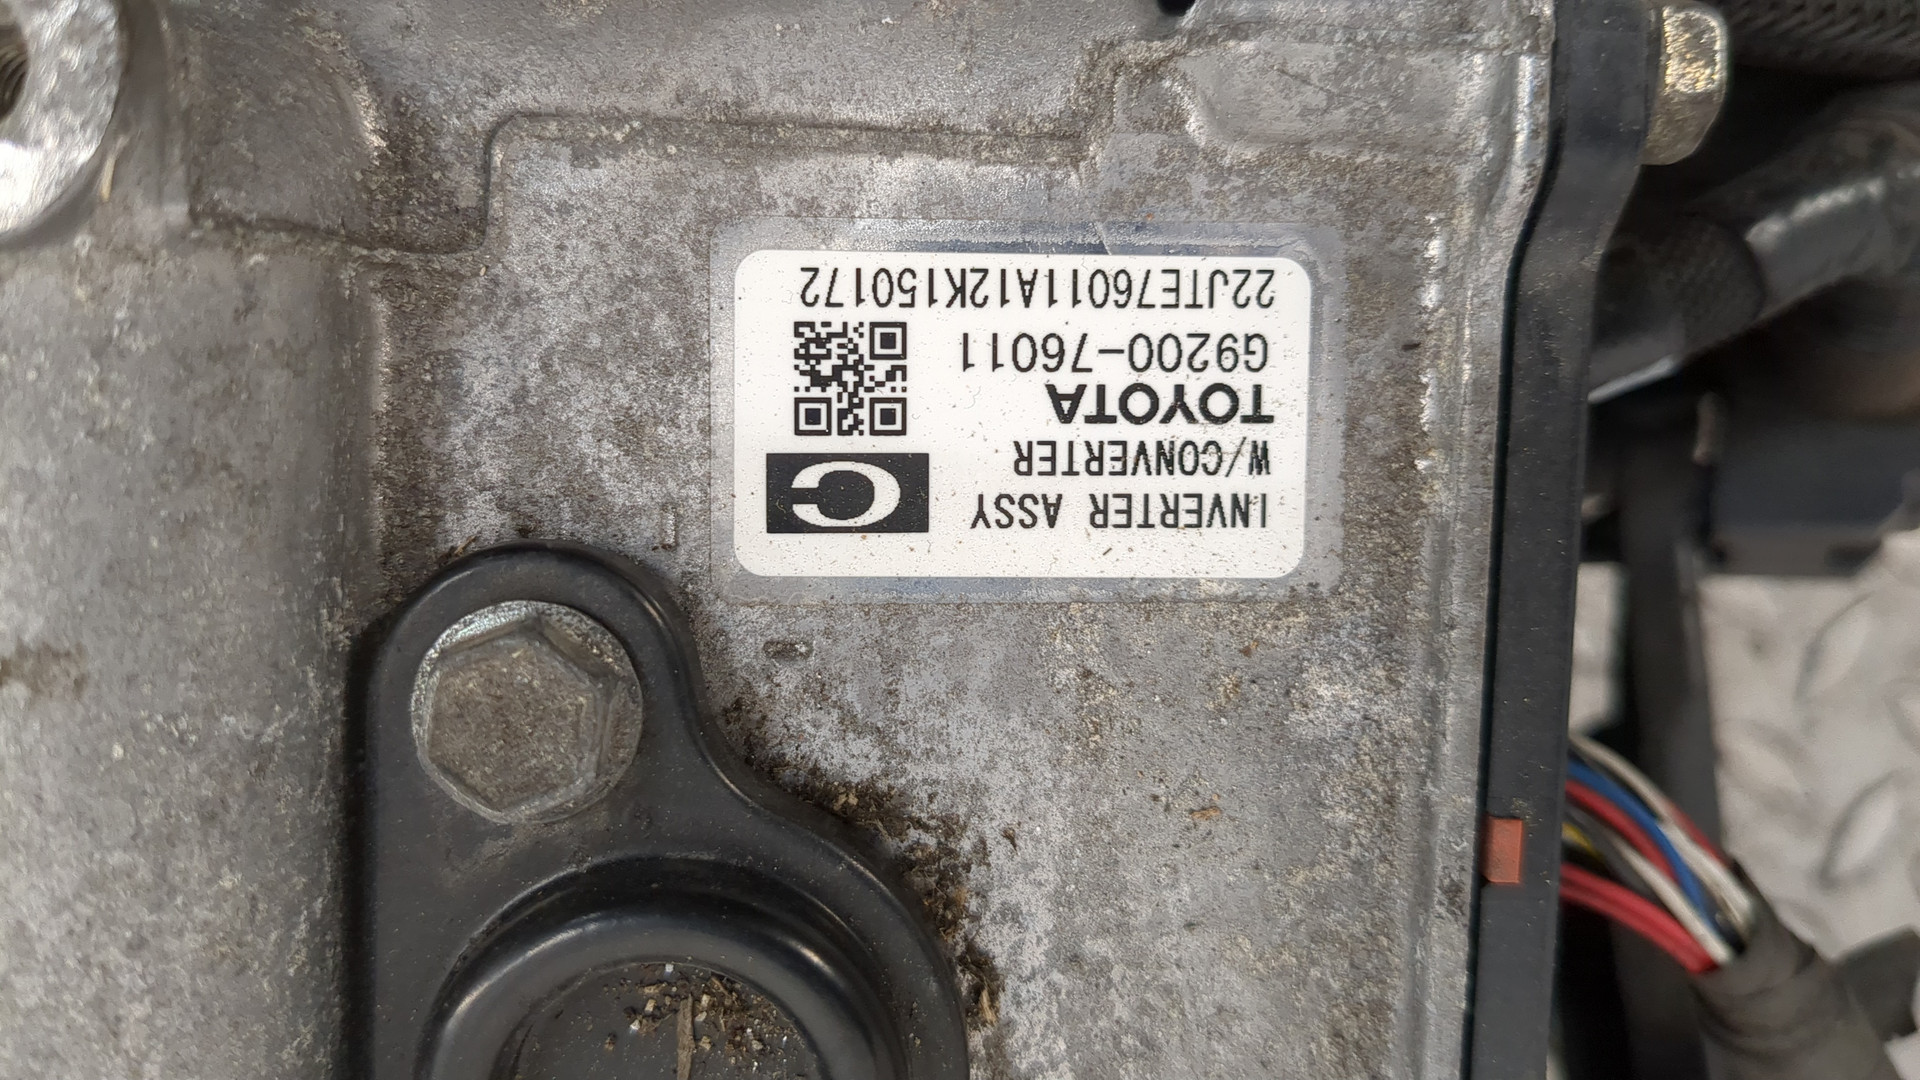 INVERTER ASSY
W/CONVERTER
C
TOYOTA
G9200-76011
22JTE76011A12K150172